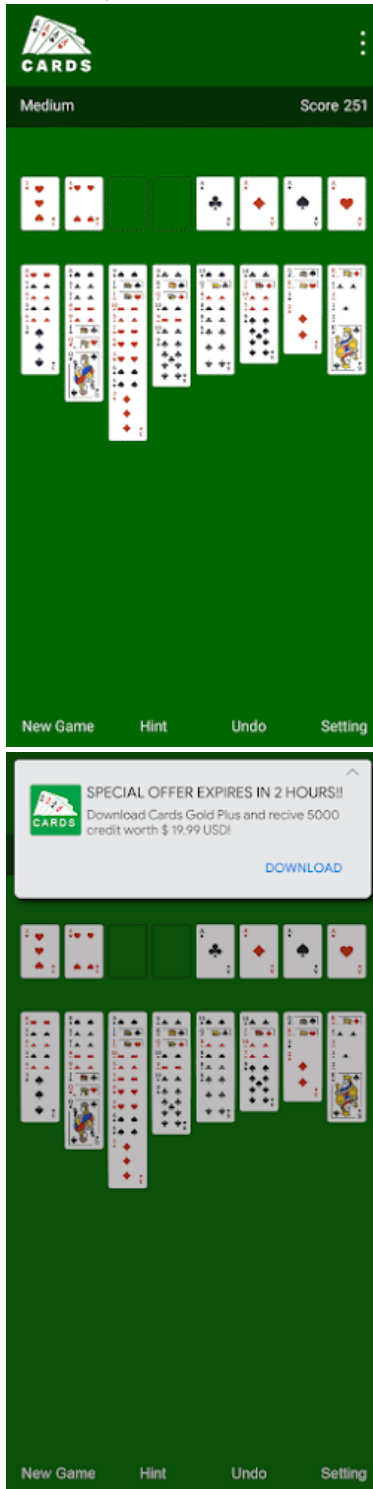 CARDS
Medium Score 251
New Game Hint Undo Setting
SPECIAL OFFER EXPIRES IN 2 HOURS!!
CARDS
Download Cards Gold Plus and recive 5000
credit worth $ 19.99 USD!
DOWNLOAD
New Game Hint Undo Setting